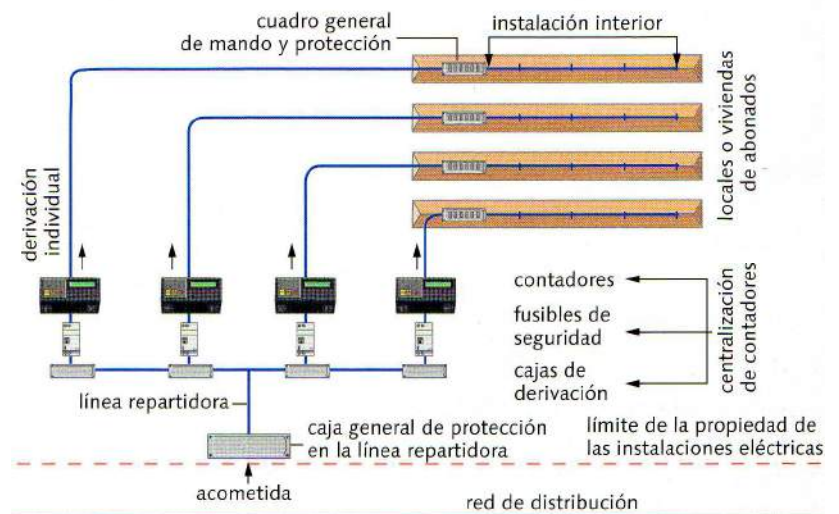 cuadro general
de mando y protección
instalación interior
locales o viviendas
de abonados
derivación
individual
contadores
fusibles de
seguridad
cajas de
derivación
centralización
de contadores
línea repartidora
caja general de protección
en la línea repartidora
límite de la propiedad de
las instalaciones eléctricas
acometida
red de distribución